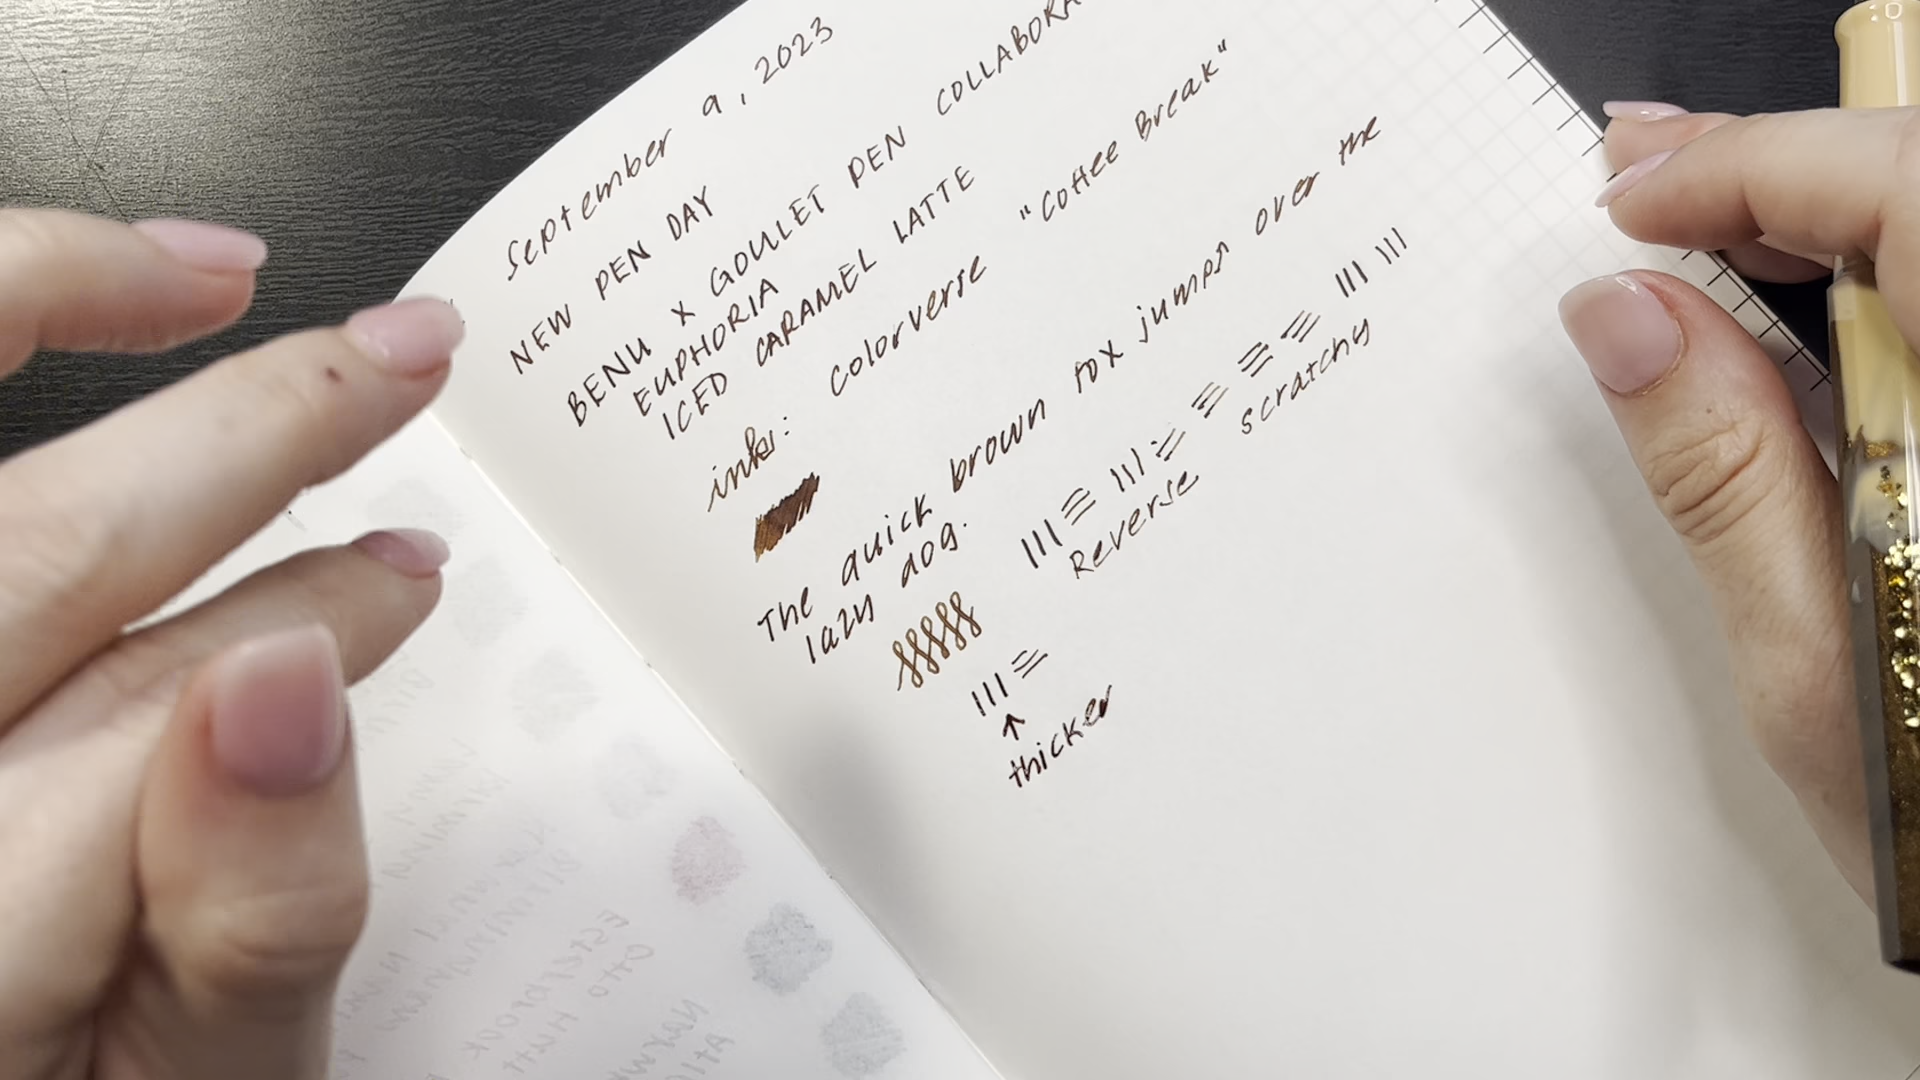 September 9, 2023
NEW PEN DAY
BENU X GOULET PEN COLLABORA
EUPHORIA
ICED CARAMEL LATTE
ink: Colorverse "Coffee Break"
The quick brown fox jumps over the
lazy dog.
Reverse
scratchy
thicker